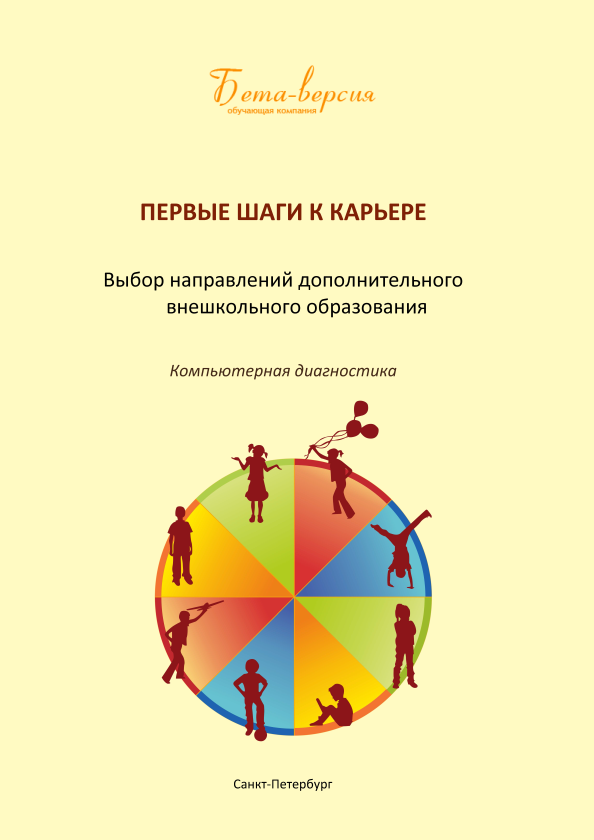 Бета-версия
обучающая компания
ПЕРВЫЕ ШАГИ К КАРЬЕРЕ
Выбор направлений дополнительного
внешкольного образования
Компьютерная диагностика
Санкт-Петербург